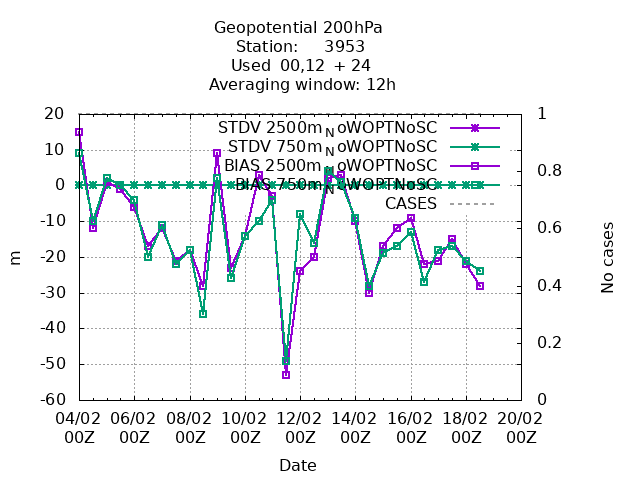 Geopotential 200hPa
Station: 3953
Used 00,12 + 24
Averaging window: 12h
20 1
STDV 2500m_NoWOPTNoSC
10 STDV 750m_NoWOPTNoSC
BIAS 2500m_NoWOPTNoSC 0.8
0 BIAS 750m_NoWOPTNoSC
CASES
-10 0.6
-20
m No cases
-30 0.4
-40 0.2
-50
-60 0
04/02 06/02 08/02 10/02 12/02 14/02 16/02 18/02 20/02
00Z 00Z 00Z 00Z 00Z 00Z 00Z 00Z 00Z
Date